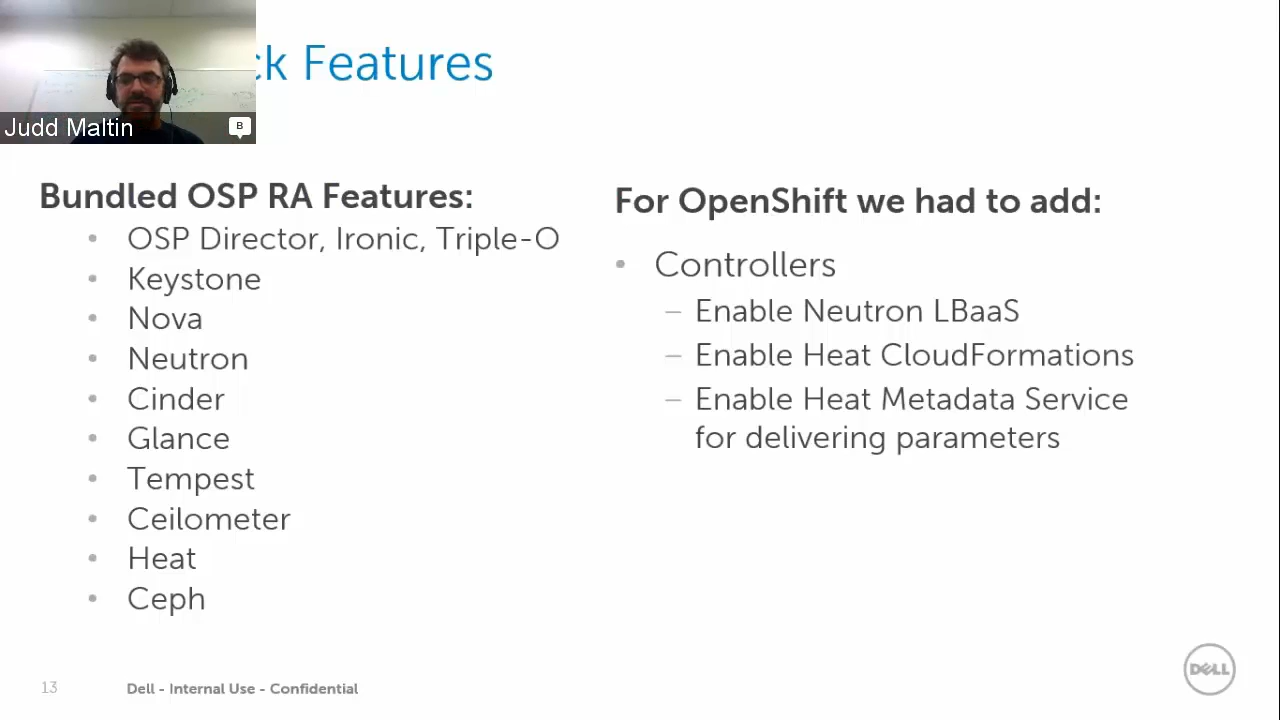 ck Features
Judd Maltin
B
Bundled OSP RA Features:
• OSP Director, Ironic, Triple-O
• Keystone
• Nova
• Neutron
• Cinder
• Glance
• Tempest
• Ceilometer
• Heat
• Ceph
For OpenShift we had to add:
• Controllers
– Enable Neutron LBaaS
– Enable Heat CloudFormations
– Enable Heat Metadata Service
for delivering parameters
13
Dell - Internal Use - Confidential
DELL